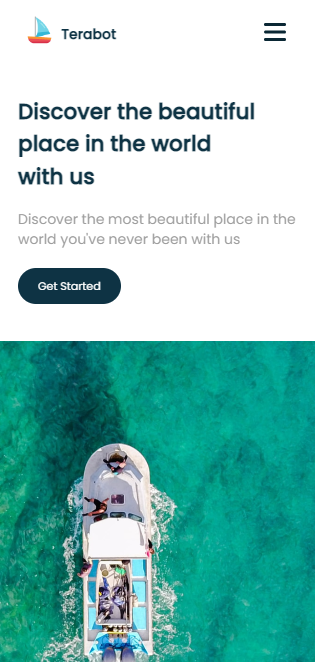 Terabot
Discover the beautiful
place in the world
with us
Discover the most beautiful place in the
world you've never been with us
Get Started